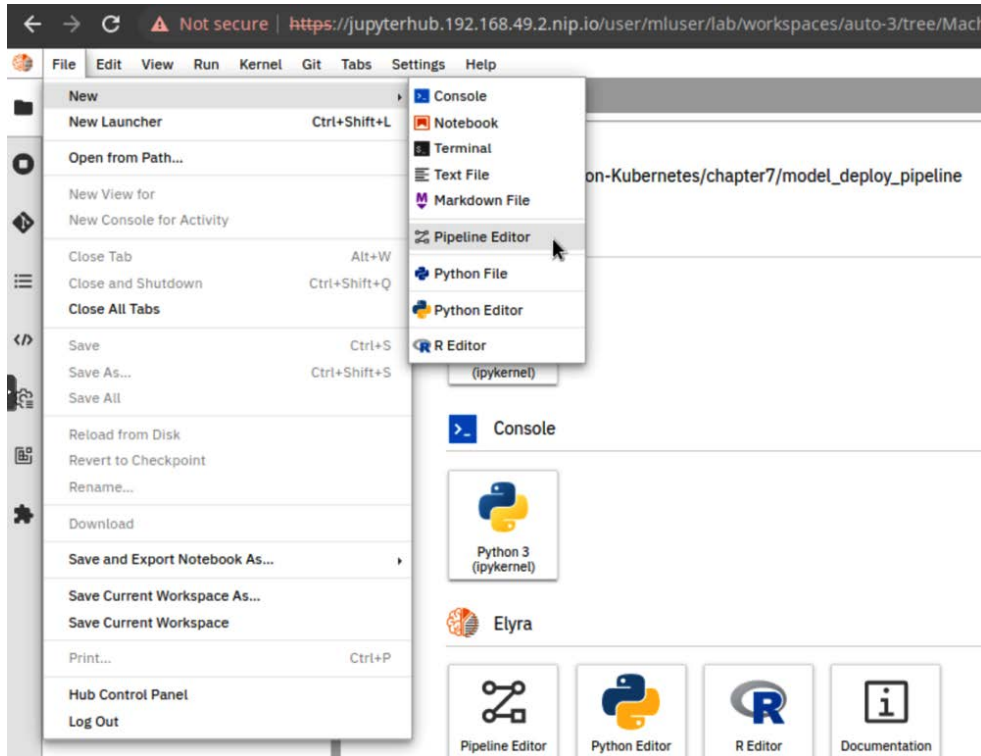 Not secure | https://jupyterhub.192.168.49.2.nip.io/user/mluser/lab/workspaces/auto-3/tree/Mach
File Edit View Run Kernel Git Tabs Settings Help
New
New Launcher Ctrl+Shift+L
Open from Path...
New View for
New Console for Activity
Close Tab Alt+W
Close and Shutdown Ctrl+Shift+Q
Close All Tabs
Save Ctrl+S
Save As... Ctrl+Shift+S
Save All
Reload from Disk
Revert to Checkpoint
Rename...
Download
Save and Export Notebook As...
Save Current Workspace As...
Save Current Workspace
Print... Ctrl+P
Hub Control Panel
Log Out
Console
Notebook
Terminal
Text File
Markdown File
Pipeline Editor
Python File
Python Editor
R Editor
on-Kubernetes/chapter7/model_deploy_pipeline
(ipykernel)
Console
Python 3
(ipykernel)
Elyra
Pipeline Editor
Python Editor
R Editor
Documentation